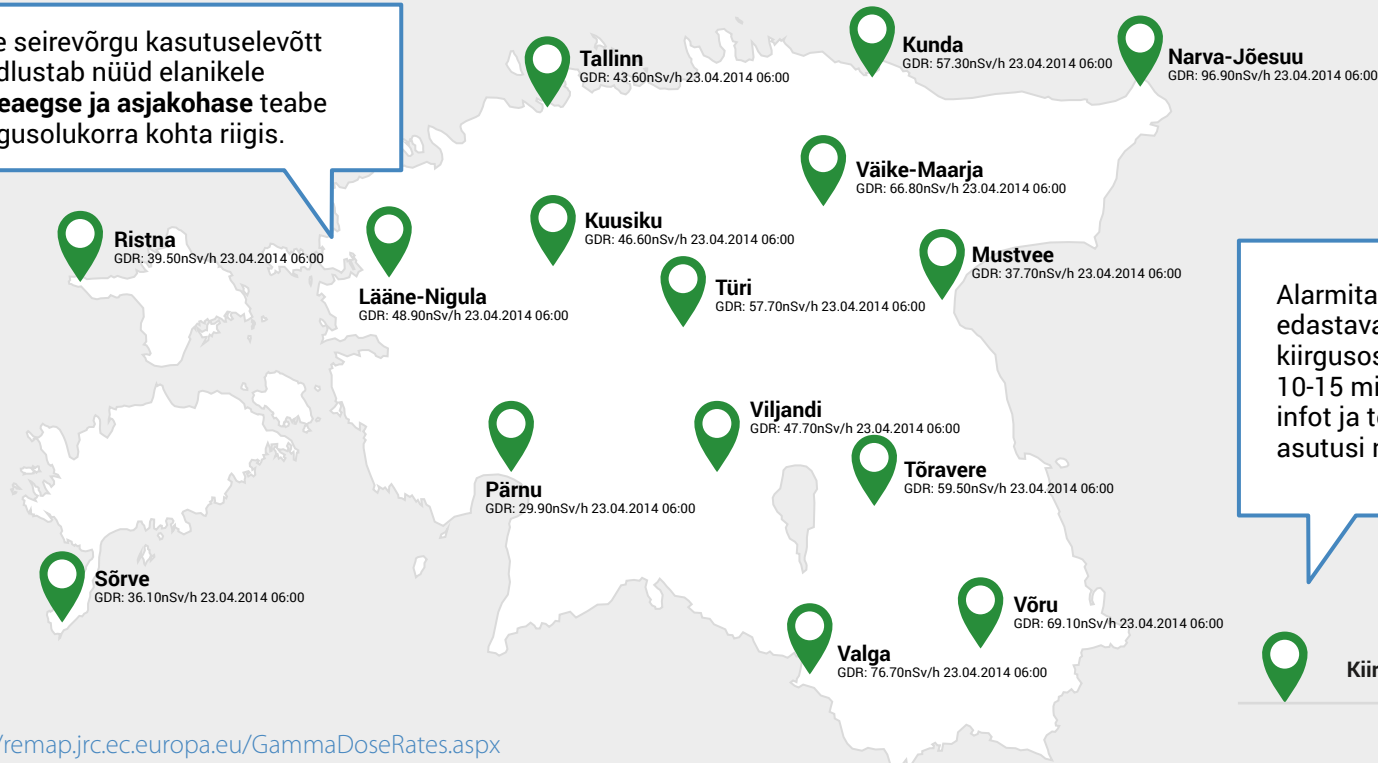 e seirevõrgu kasutuselevõtt
dlustab nüüd elanikele
eaegse ja asjakohase teabe
gusolukorra kohta riigis.
Tallinn
GDR: 43.60nSv/h 23.04.2014 06:00
Kunda
GDR: 57.30nSv/h 23.04.2014 06:00
Narva-Jõesuu
GDR: 96.90nSv/h 23.04.2014 06:00
Väike-Maarja
GDR: 66.80nSv/h 23.04.2014 06:00
Ristna
GDR: 39.50nSv/h 23.04.2014 06:00
Kuusiku
GDR: 46.60nSv/h 23.04.2014 06:00
Mustvee
GDR: 37.70nSv/h 23.04.2014 06:00
Lääne-Nigula
GDR: 48.90nSv/h 23.04.2014 06:00
Türi
GDR: 57.70nSv/h 23.04.2014 06:00
Alarmita
edastava
kiirgusos
10-15 mi
infot ja t
asutusi
Viljandi
GDR: 47.70nSv/h 23.04.2014 06:00
Tõravere
GDR: 59.50nSv/h 23.04.2014 06:00
Pärnu
GDR: 29.90nSv/h 23.04.2014 06:00
Sõrve
GDR: 36.10nSv/h 23.04.2014 06:00
Võru
GDR: 69.10nSv/h 23.04.2014 06:00
Valga
GDR: 76.70nSv/h 23.04.2014 06:00
Kiir
/remap.jrc.ec.europa.eu/GammaDoseRates.aspx